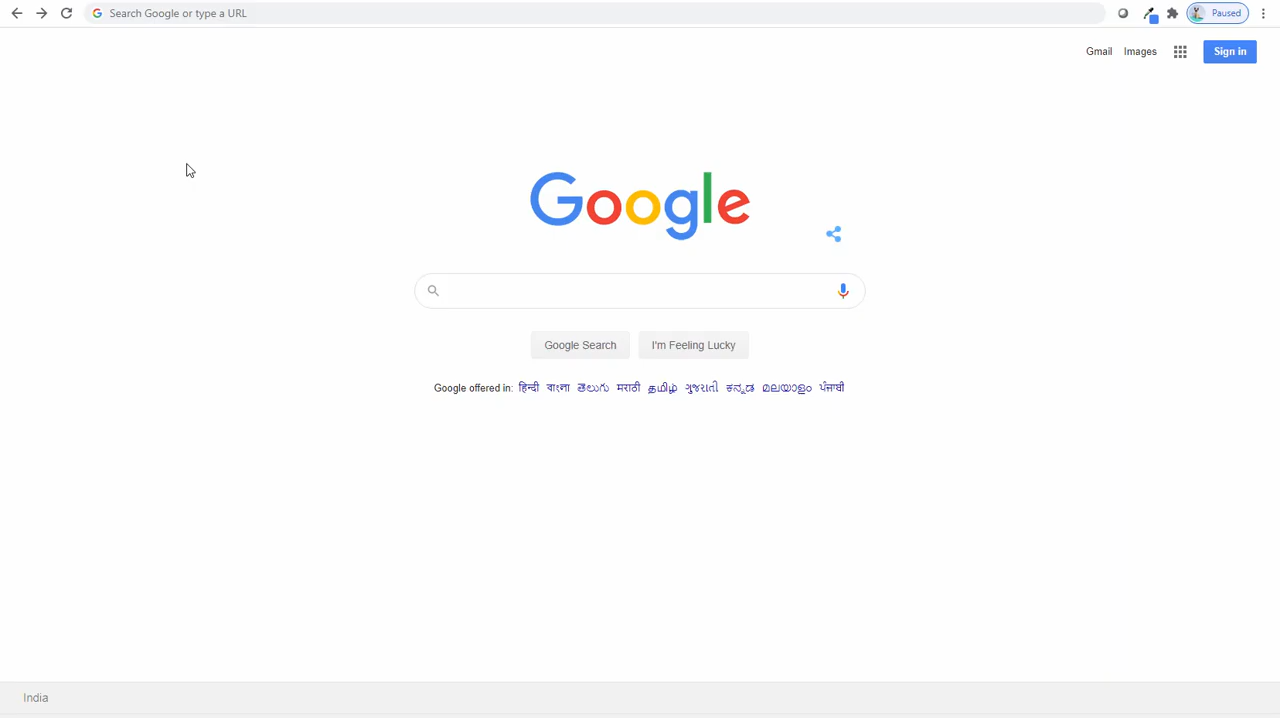 Search Google or type a URL
Paused
Gmail Images
Sign in
Google
Google Search I'm Feeling Lucky
Google offered in: हिन्दी বাংলা తెలుగు मराठी தமிழ் ગુજરાતી ಕನ್ನಡ മലയാളം ਪੰਜਾਬੀ
India